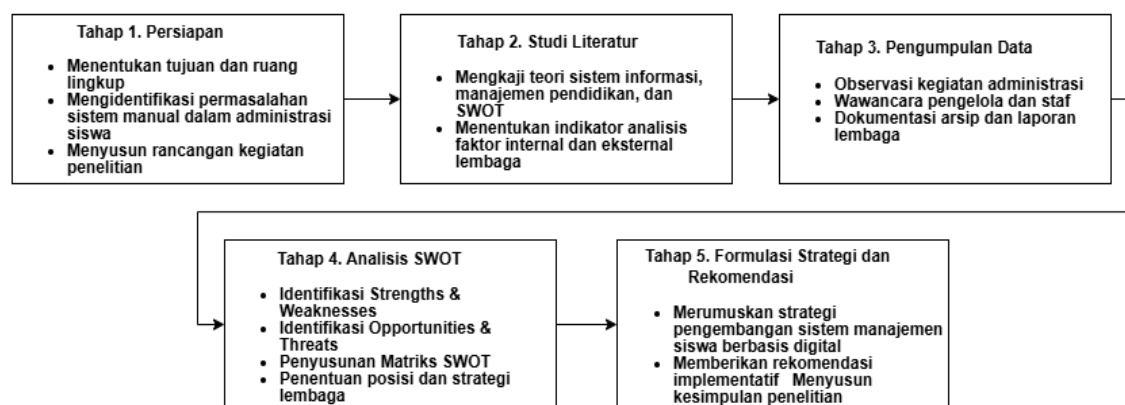 Tahap 1. Persiapan
• Menentukan tujuan dan ruang
lingkup
• Mengidentifikasi permasalahan
sistem manual dalam administrasi
siswa
• Menyusun rancangan kegiatan
penelitian
Tahap 2. Studi Literatur
• Mengkaji teori sistem informasi,
manajemen pendidikan, dan
SWOT
• Menentukan indikator analisis
faktor internal dan eksternal
lembaga
Tahap 3. Pengumpulan Data
• Observasi kegiatan administrasi
• Wawancara pengelola dan staf
• Dokumentasi arsip dan laporan
lembaga
Tahap 4. Analisis SWOT
• Identifikasi Strengths &
Weaknesses
• Identifikasi Opportunities &
Threats
• Penyusunan Matriks SWOT
• Penentuan posisi dan strategi
lembaga
Tahap 5. Formulasi Strategi dan
Rekomendasi
• Merumuskan strategi
pengembangan sistem manajemen
siswa berbasis digital
• Memberikan rekomendasi
implementatif Menyusun
kesimpulan penelitian